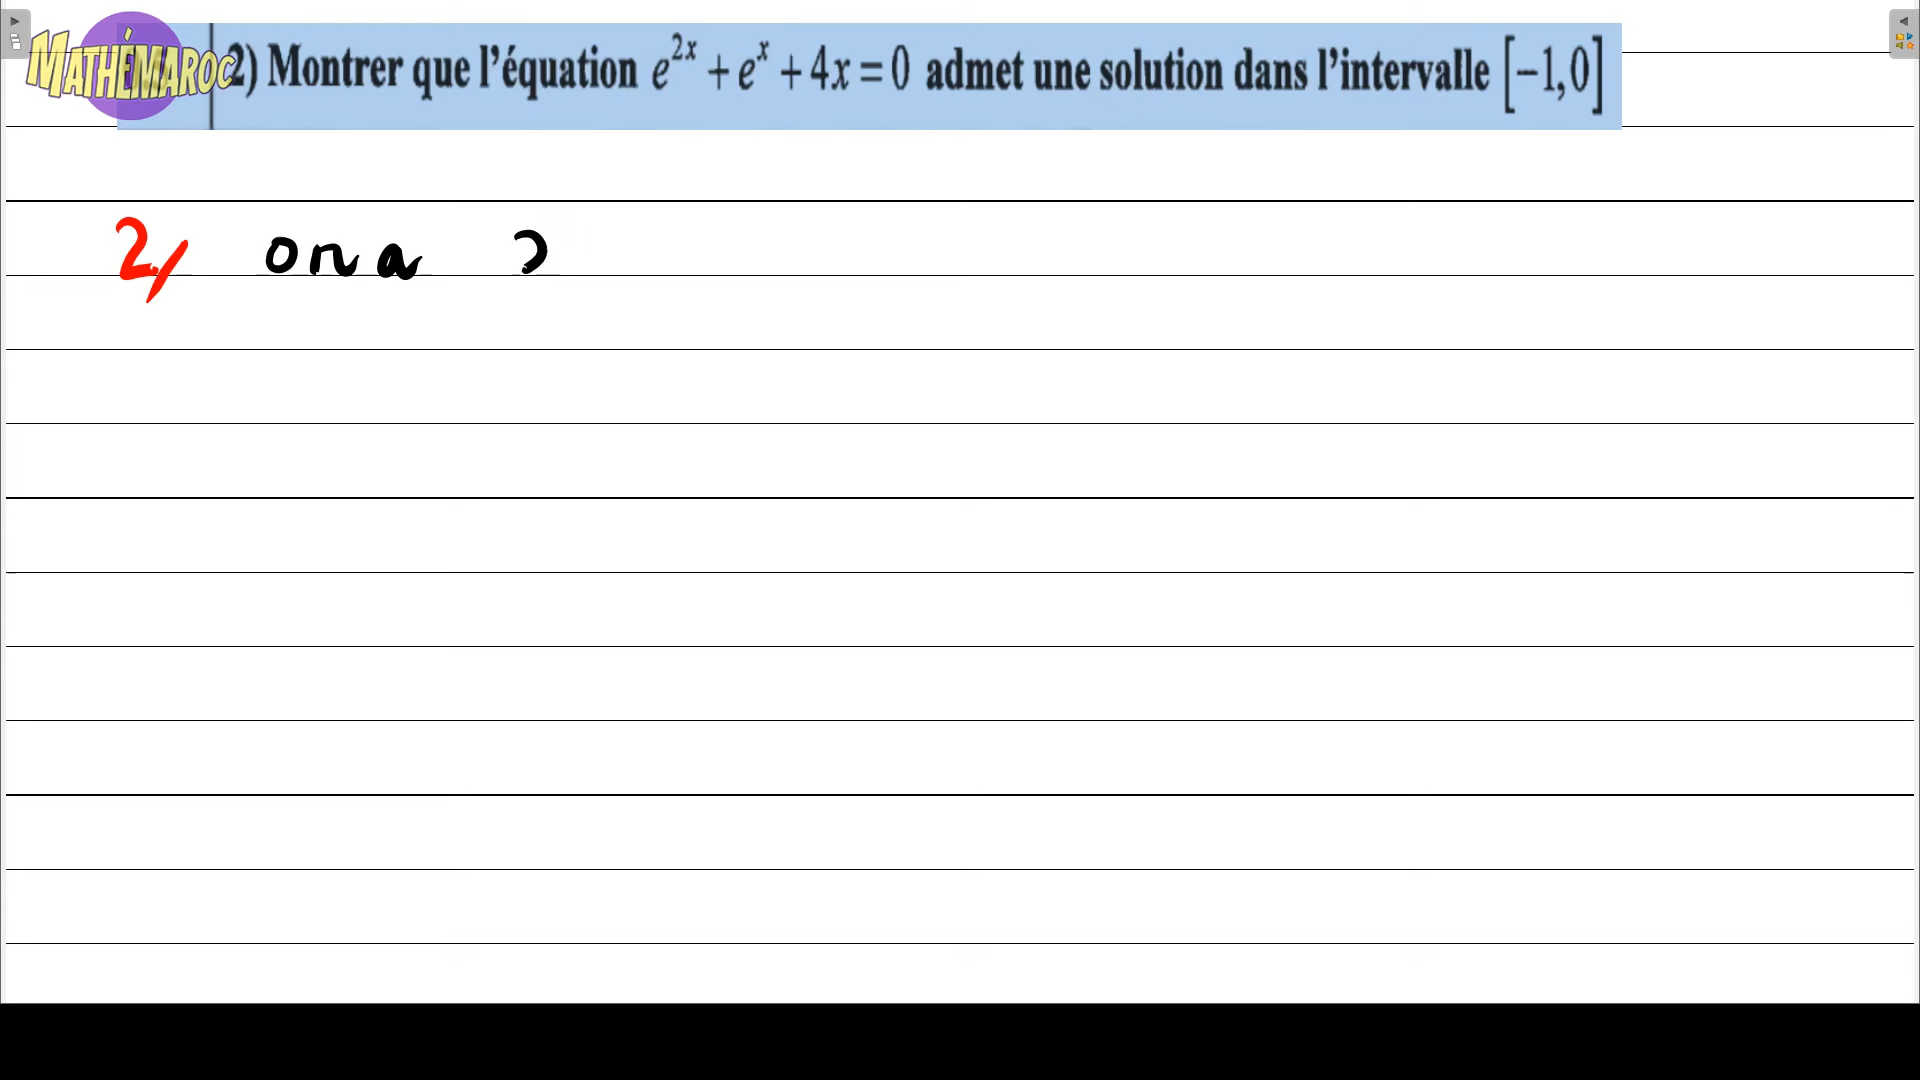 MATHÉMAROC
2) Montrer que l'équation e^{2x} + e^x + 4x = 0 admet une solution dans l'intervalle [-1,0]
2/ on a